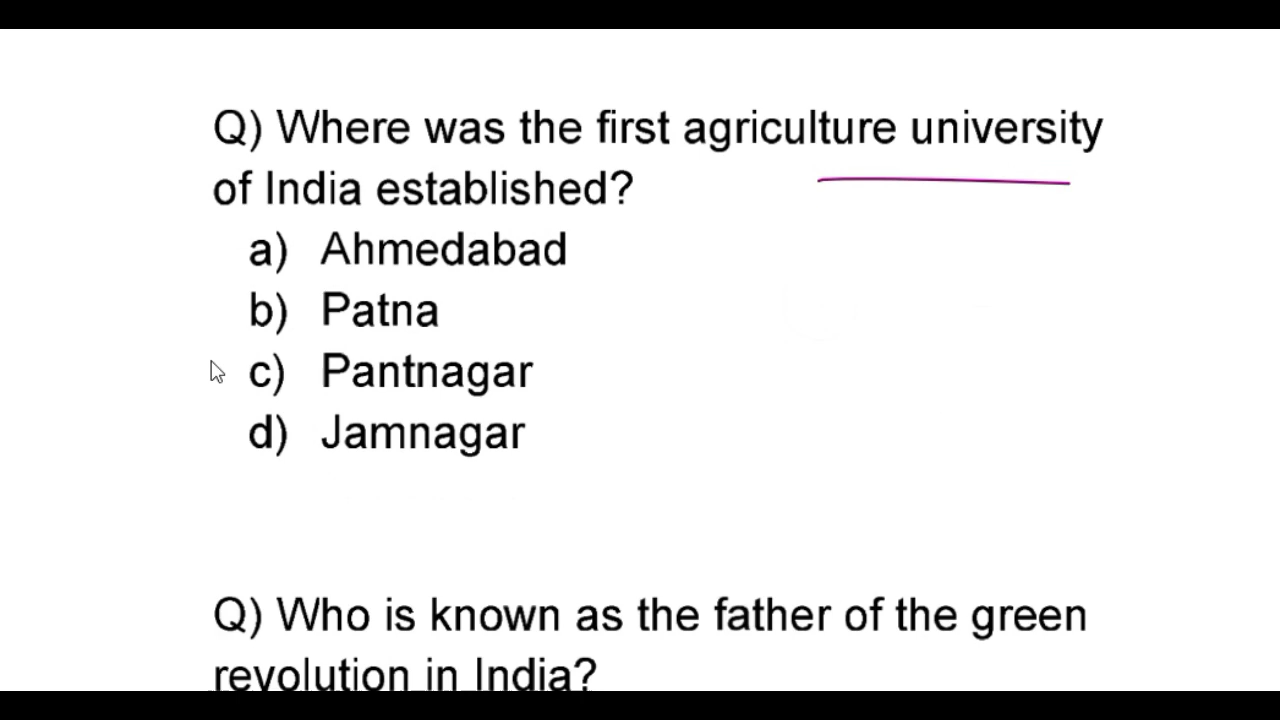 Q) Where was the first agriculture university
of India established?
a) Ahmedabad
b) Patna
c) Pantnagar
d) Jamnagar
Q) Who is known as the father of the green
revolution in India?